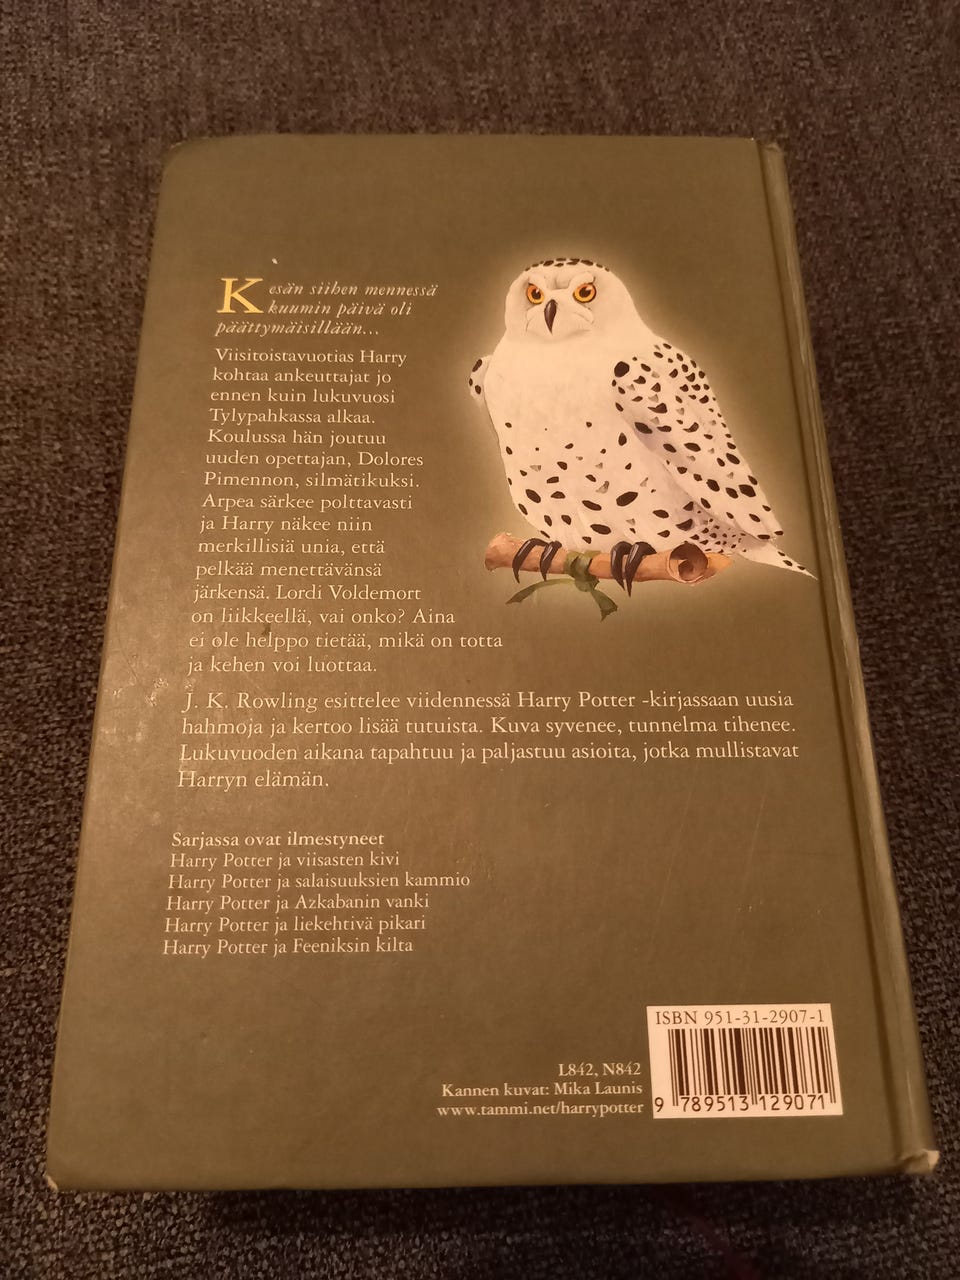 Kesän siihen mennessä
kuumin päivä oli
päättymäisillään...
Viisitoistavuotias Harry
kohtaa ankeuttajat jo
ennen kuin lukuvuosi
Tylypahkassa alkaa.
Koulussa hän joutuu
uuden opettajan, Dolores
Pimennon, silmätikuksi.
Arpea särkee polttavasti
ja Harry näkee niin
merkillisiä unia, että
pelkää menettävänsä
järkensä. Lordi Voldemort
on liikkeellä, vai onko? Aina
ei ole helppo tietää, mikä on totta
ja kehen voi luottaa.
J. K. Rowling esittelee viidennessä Harry Potter -kirjassaan uusia
hahmoja ja kertoo lisää tutuista. Kuva syvenee, tunnelma tihenee.
Lukuvuoden aikana tapahtuu ja paljastuu asioita, jotka mullistavat
Harryn elämän.
Sarjassa ovat ilmestyneet
Harry Potter ja viisasten kivi
Harry Potter ja salaisuuksien kammio
Harry Potter ja Azkabanin vanki
Harry Potter ja liekehtivä pikari
Harry Potter ja Feeniksin kilta
L842, N842
Kannen kuvat: Mika Launis
www.tammi.net/harrypotter
ISBN 951-31-2907-1
9 789513 129071